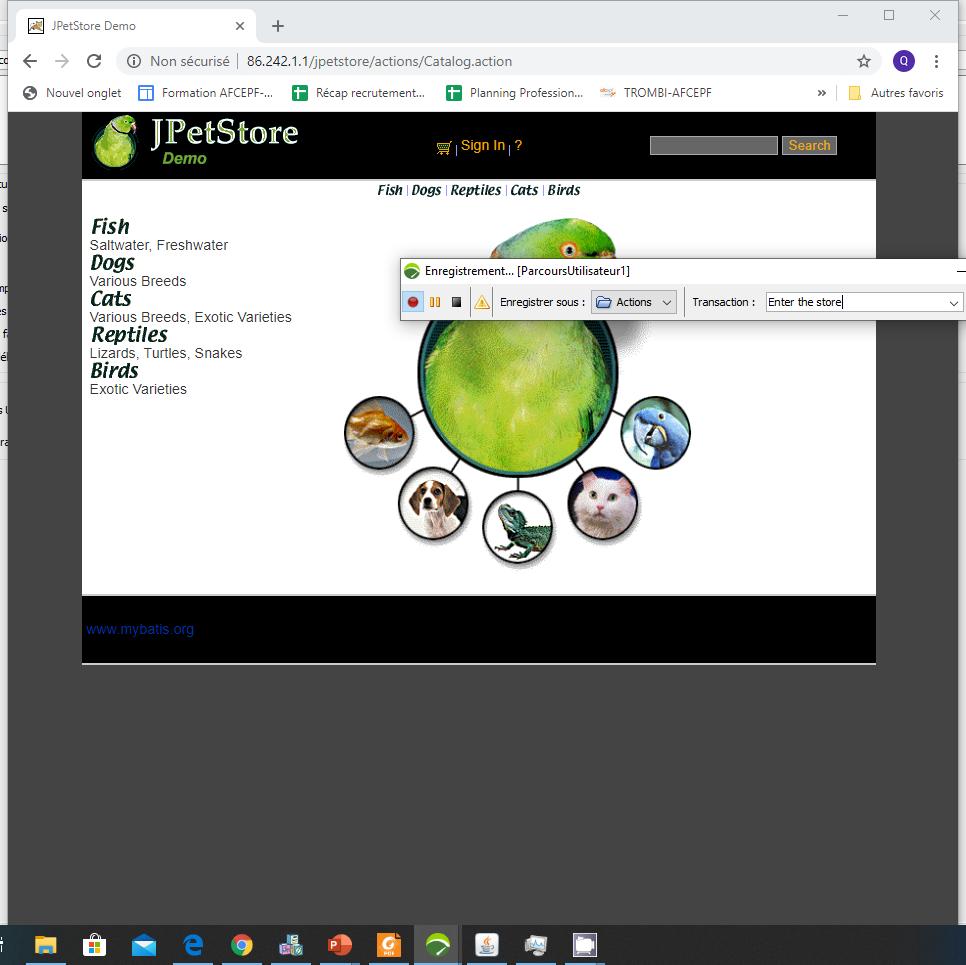 JPetStore Demo
Non sécurisé 86.242.1.1/jpetstore/actions/Catalog.action
Q
Nouvel onglet Formation AFCEPF-... Récap recrutement... Planning Profession... TROMBI-AFCEPF » Autres favoris
JPetStore
Demo
Sign In | ?
Search
Fish | Dogs | Reptiles | Cats | Birds
Fish
Saltwater, Freshwater
Dogs
Various Breeds
Cats
Various Breeds, Exotic Varieties
Reptiles
Lizards, Turtles, Snakes
Birds
Exotic Varieties
Enregistrement... [ParcoursUtilisateur1]
Enregistrer sous : Actions Transaction : Enter the store
www.mybatis.org